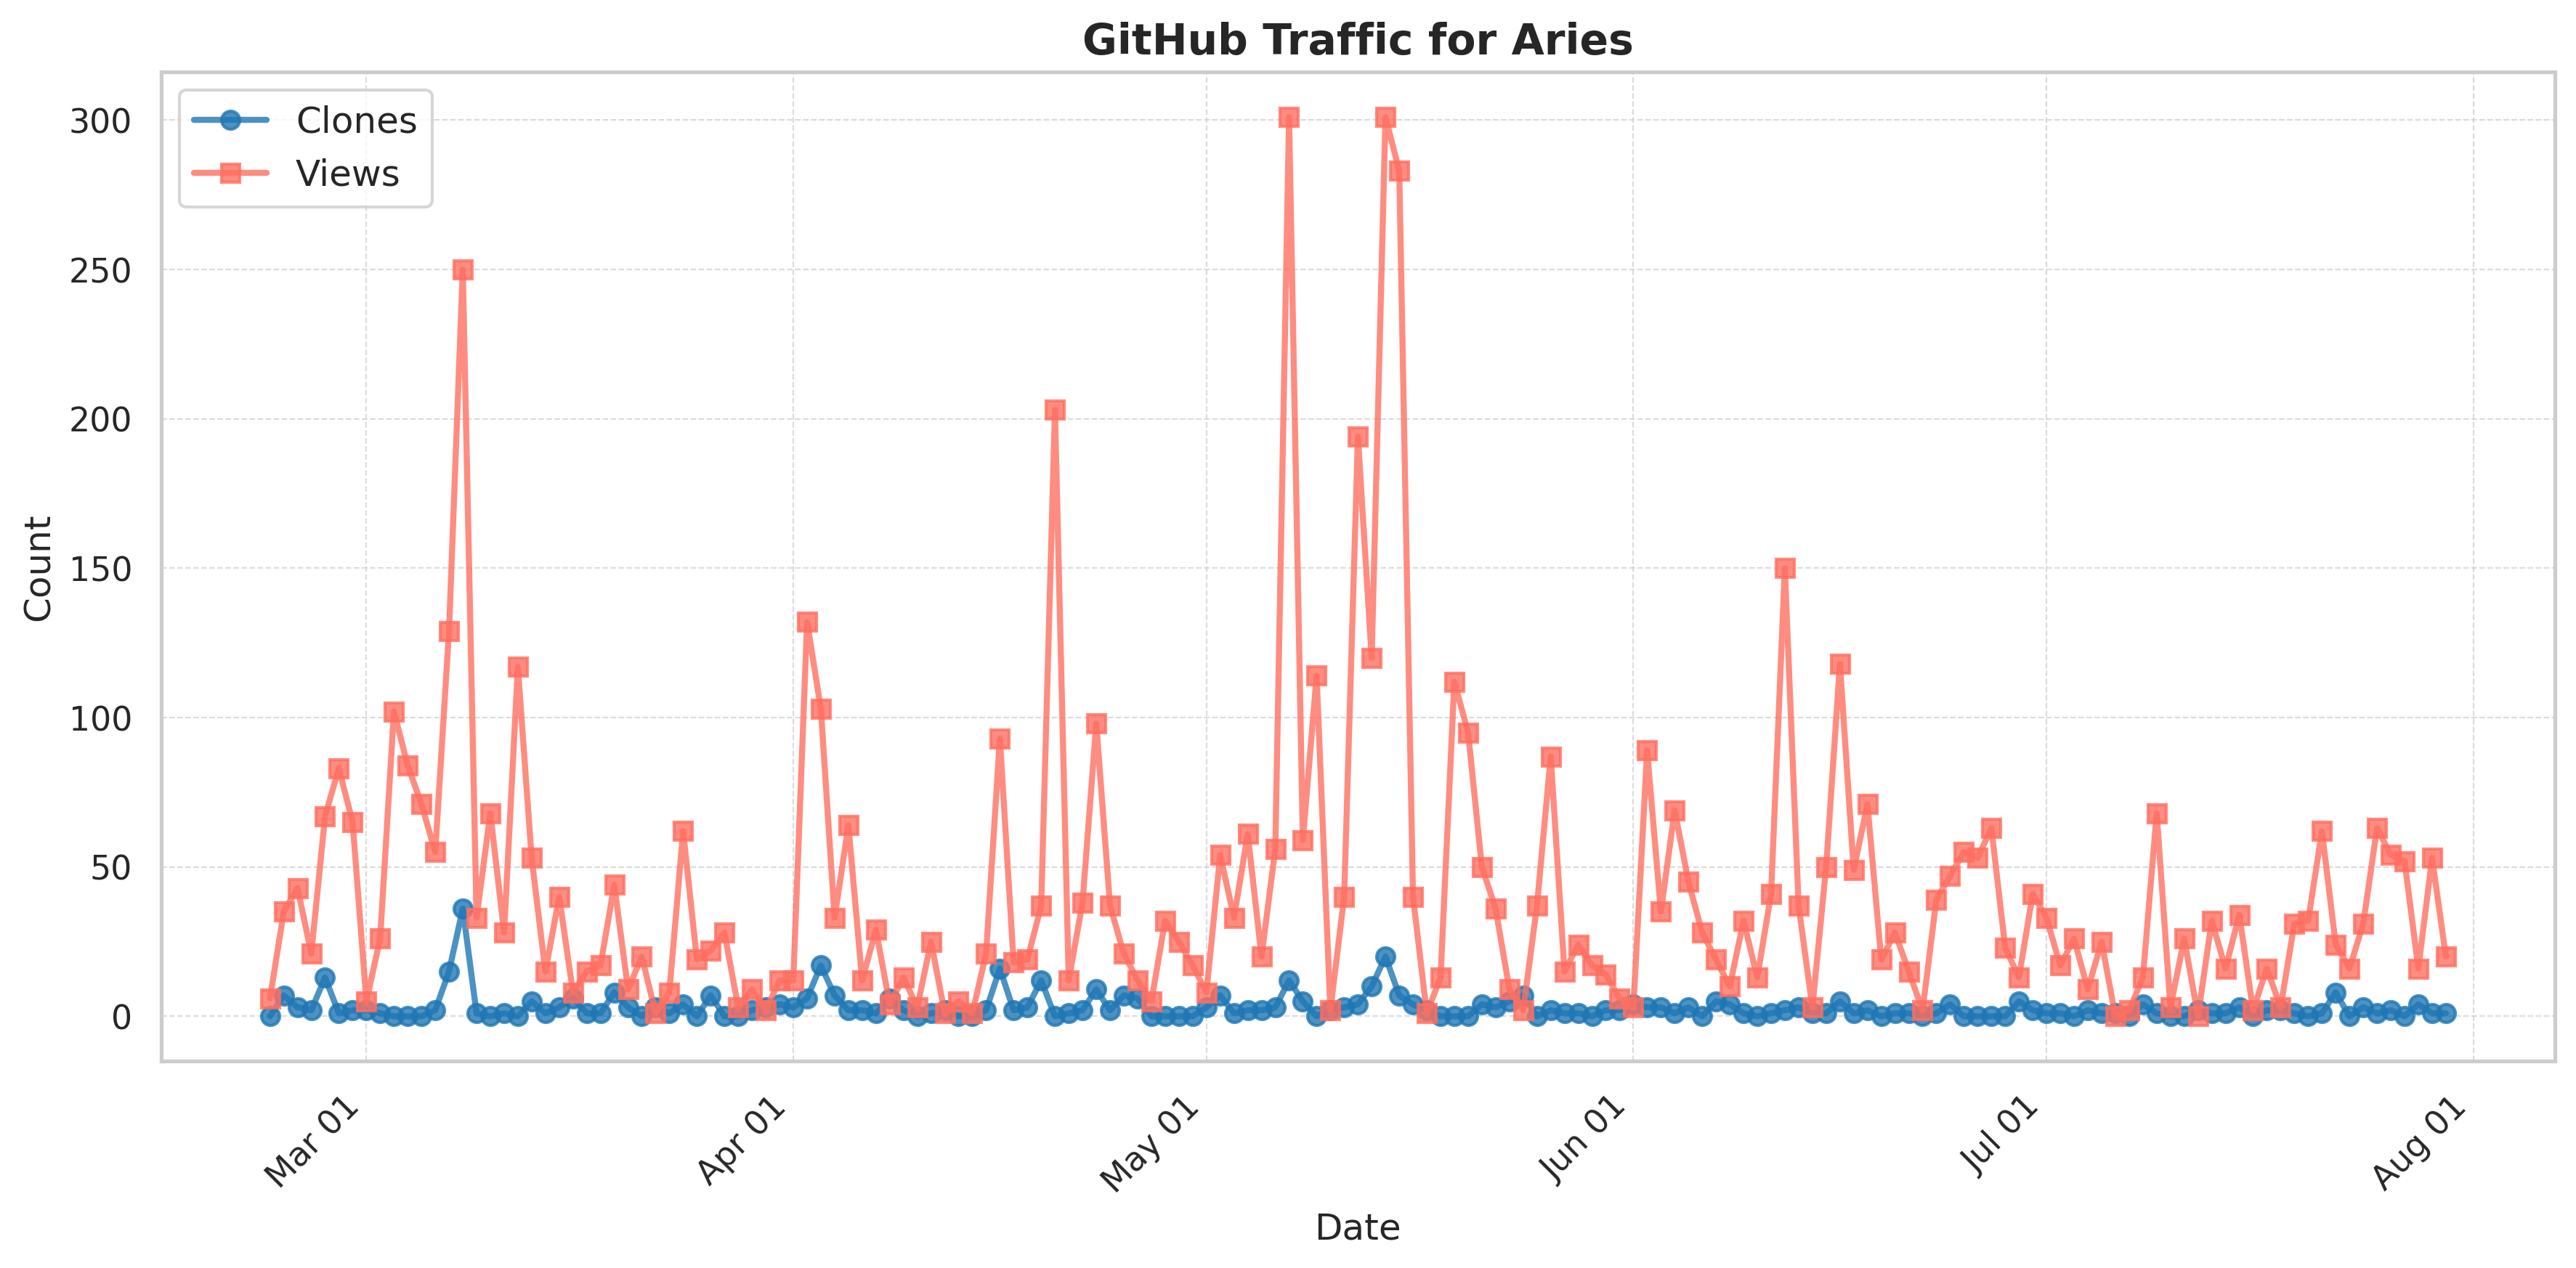 GitHub Traffic for Aries
Clones
Views
300
250
200
150
100
50
0
Count
Mar 01
Apr 01
May 01
Jun 01
Jul 01
Aug 01
Date